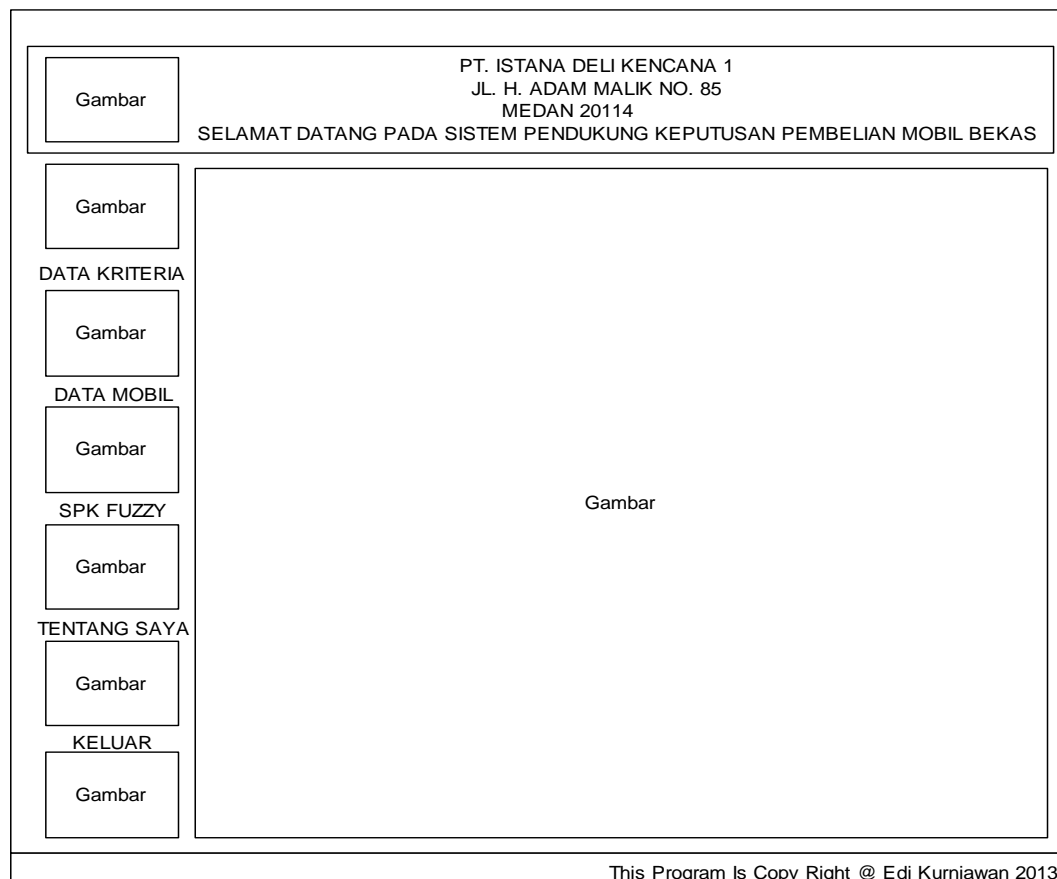 Gambar
PT. ISTANA DELI KENCANA 1
JL. H. ADAM MALIK NO. 85
MEDAN 20114
SELAMAT DATANG PADA SISTEM PENDUKUNG KEPUTUSAN PEMBELIAN MOBIL BEKAS
Gambar
DATA KRITERIA
Gambar
DATA MOBIL
Gambar
SPK FUZZY
Gambar
TENTANG SAYA
Gambar
KELUAR
Gambar
Gambar
This Program Is Copy Right @ Edi Kurniawan 2013